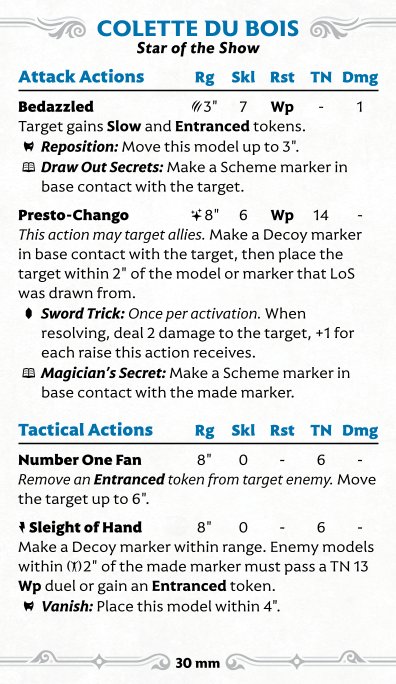 COLETTE DU BOIS
Star of the Show
Attack Actions Rg Skl Rst TN Dmg
Bedazzled 3" 7 Wp - 1
Target gains Slow and Entranced tokens.
Reposition: Move this model up to 3".
Draw Out Secrets: Make a Scheme marker in
base contact with the target.
Presto-Chango 8" 6 Wp 14 -
This action may target allies. Make a Decoy marker
in base contact with the target, then place the
target within 2" of the model or marker that LoS
was drawn from.
Sword Trick: Once per activation. When
resolving, deal 2 damage to the target, +1 for
each raise this action receives.
Magician's Secret: Make a Scheme marker in
base contact with the made marker.
Tactical Actions Rg Skl Rst TN Dmg
Number One Fan 8" 0 - 6 -
Remove an Entranced token from target enemy. Move
the target up to 6".
Sleight of Hand 8" 0 - 6 -
Make a Decoy marker within range. Enemy models
within 2" of the made marker must pass a TN 13
Wp duel or gain an Entranced token.
Vanish: Place this model within 4".
30 mm